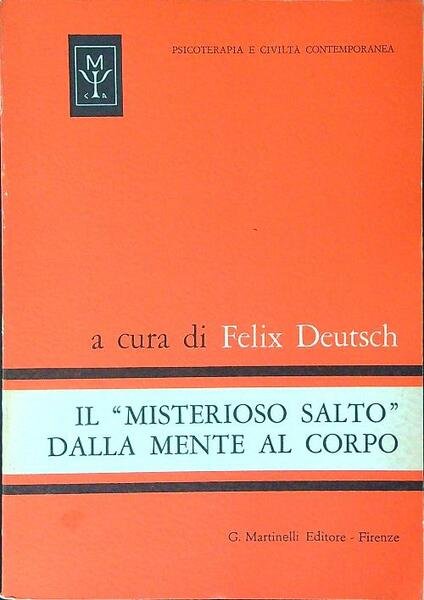 M
C A
PSICOTERAPIA E CIVILTÀ CONTEMPORANEA
a cura di Felix Deutsch
IL “MISTERIOSO SALTO”
DALLA MENTE AL CORPO
G. Martinelli Editore - Firenze